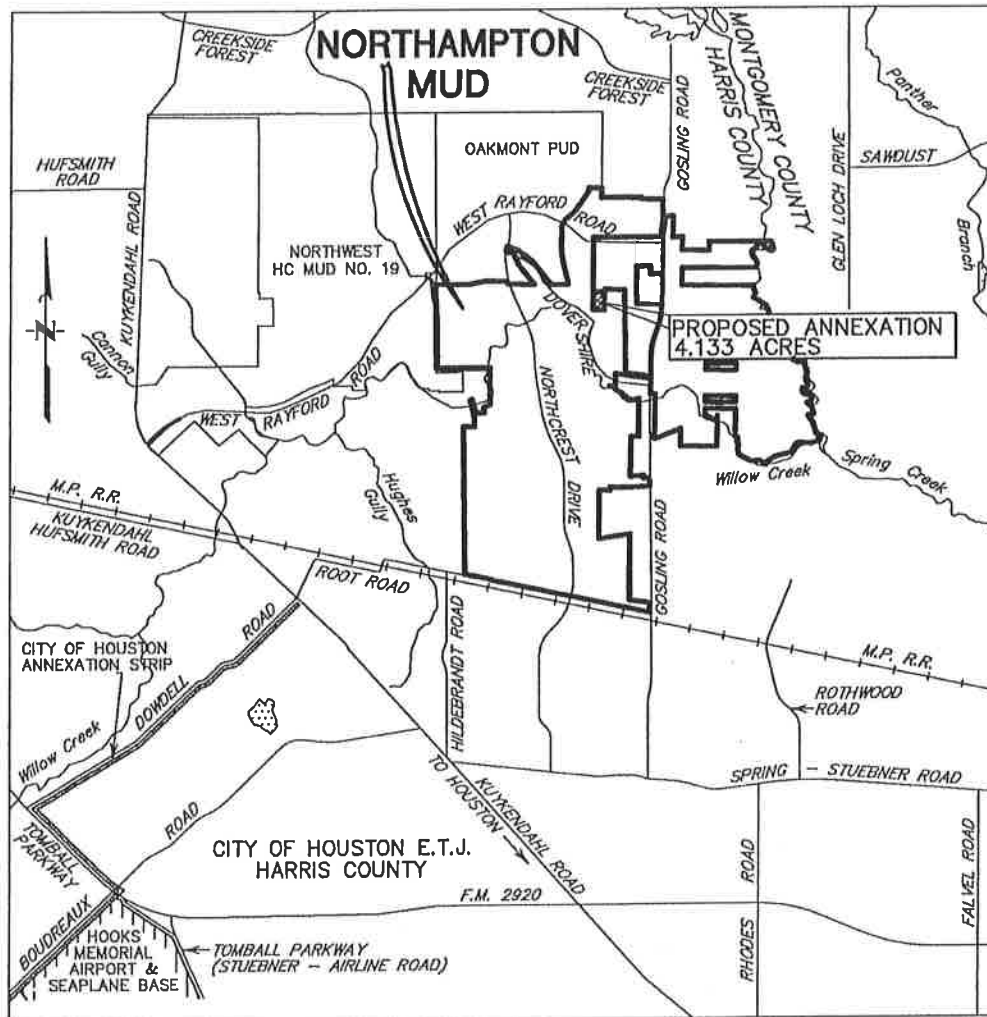 CREEKSIDE
FOREST
NORTHAMPTON
MUD
CREEKSIDE
FOREST
GOSLING ROAD
MONTGOMERY COUNTY
HARRIS COUNTY
GLEN LOCH DRIVE
Panther
Branch
SAWDUST
HUFSMITH
ROAD
KUYKENDAHL ROAD
OAKMONT PUD
WEST RAYFORD
ROAD
NORTHWEST
HC MUD NO. 19
N
DOVER SHIRE
PROPOSED ANNEXATION
4.133 ACRES
Cannon
Gully
WEST RAYFORD
ROAD
NORTHCREST
DRIVE
Hughes
Gully
Willow Creek
Spring Creek
M.P. R.R.
KUYKENDAHL
HUFSMITH ROAD
ROOT ROAD
GOSLING ROAD
M.P. R.R.
CITY OF HOUSTON
ANNEXATION STRIP
DOWDELL
ROAD
HILDEBRANDT ROAD
ROTHWOOD
ROAD
Willow Creek
SPRING - STUEBNER ROAD
TOMBALL
PARKWAY
ROAD
KUYKENDAHL ROAD
TO HOUSTON
CITY OF HOUSTON E.T.J.
HARRIS COUNTY
F.M. 2920
RHODES
ROAD
FALVEL ROAD
BOUDREAUX
HOOKS
MEMORIAL
AIRPORT &
SEAPLANE BASE
TOMBALL PARKWAY
(STUEBNER - AIRLINE ROAD)